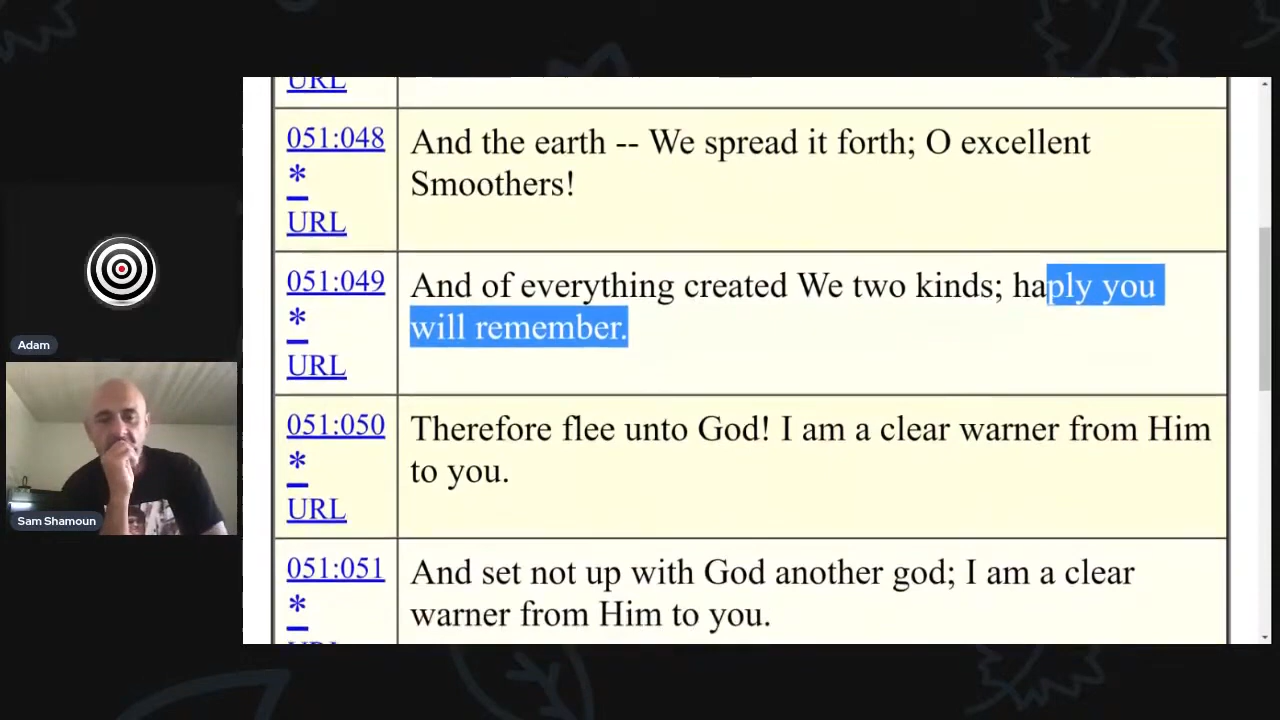 URL
051:048
*
URL
And the earth -- We spread it forth; O excellent
Smoothers!
051:049
*
URL
And of everything created We two kinds; haply you
will remember.
051:050
*
URL
Therefore flee unto God! I am a clear warner from Him
to you.
051:051
*
URL
And set not up with God another god; I am a clear
warner from Him to you.
Adam
Sam Shamoun